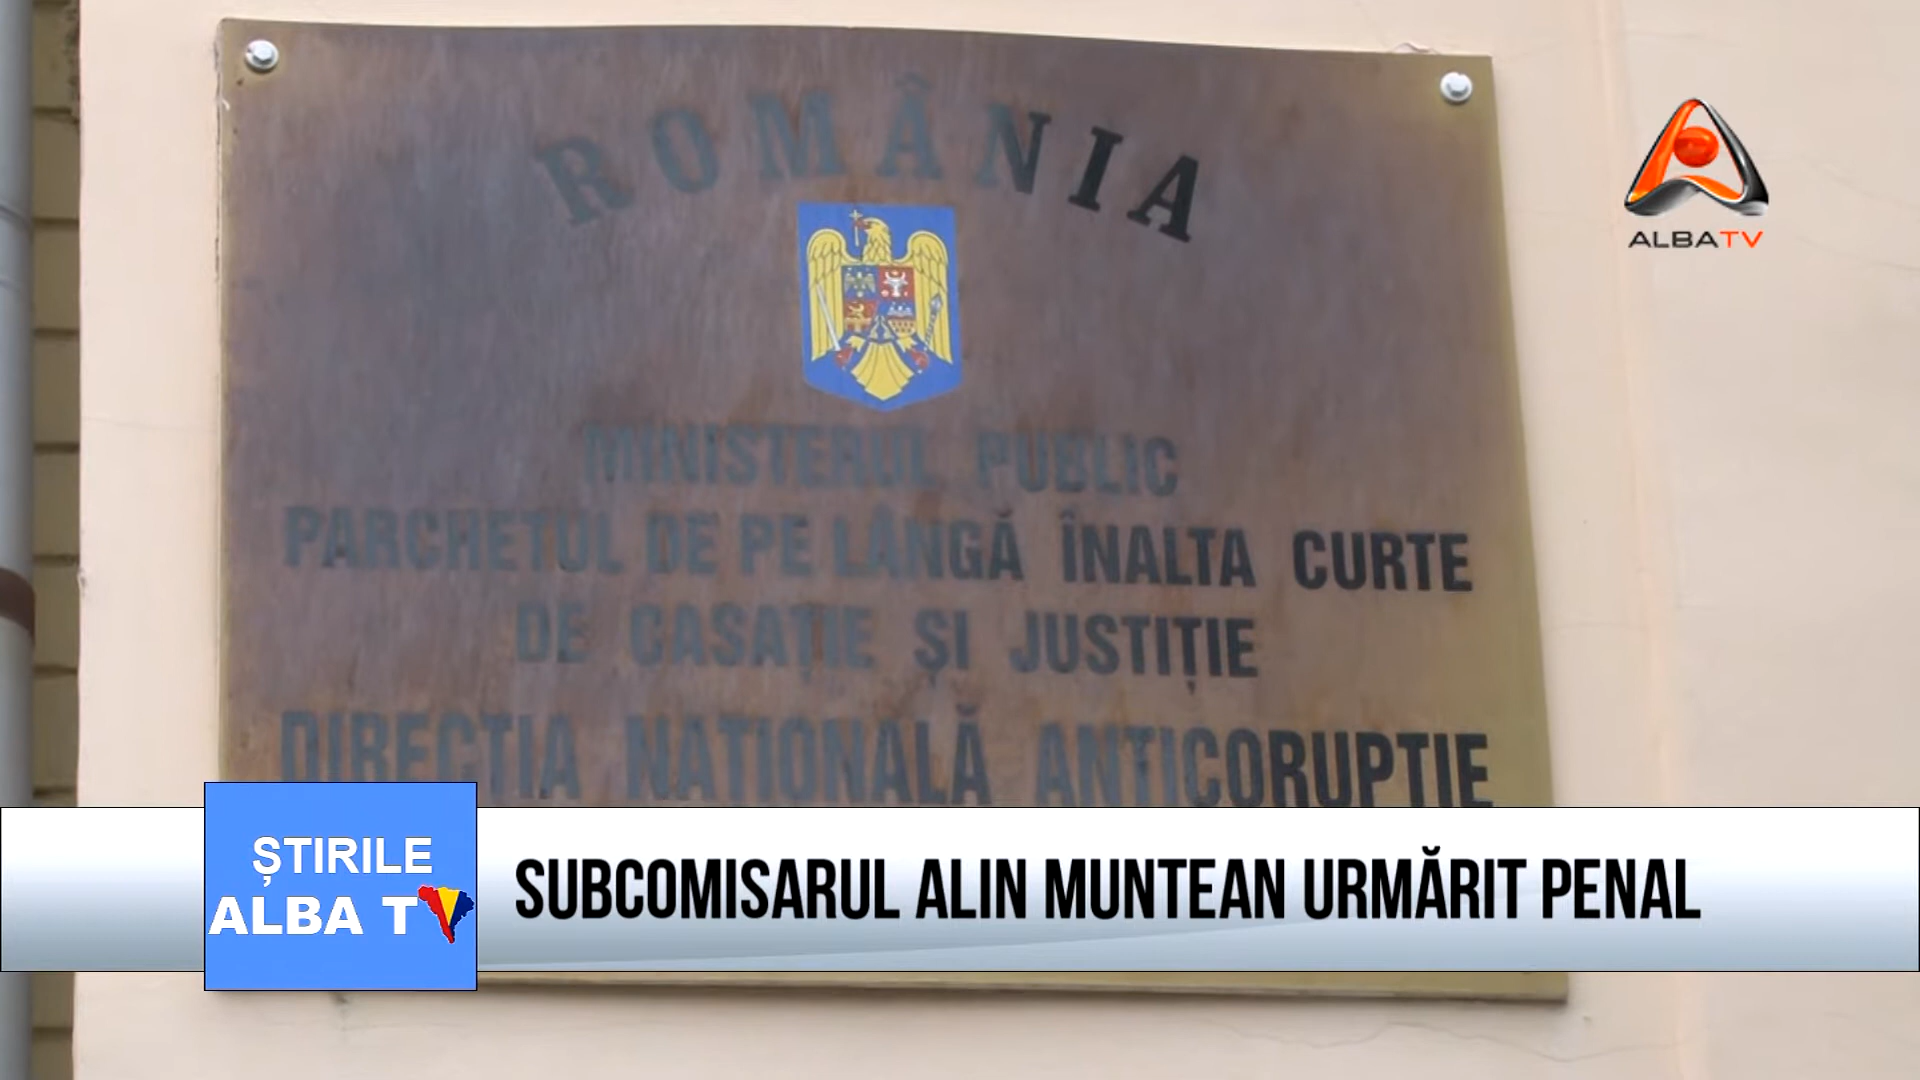 ROMÂNIA
ALBATV
MINISTERUL PUBLIC
PARCHETUL DE PE LÂNGĂ ÎNALTA CURTE
DE CASAȚIE ȘI JUSTIȚIE
DIRECȚIA NAȚIONALĂ ANTICORUPȚIE
ȘTIRILE
ALBA TV
SUBCOMISARUL ALIN MUNTEAN URMĂRIT PENAL